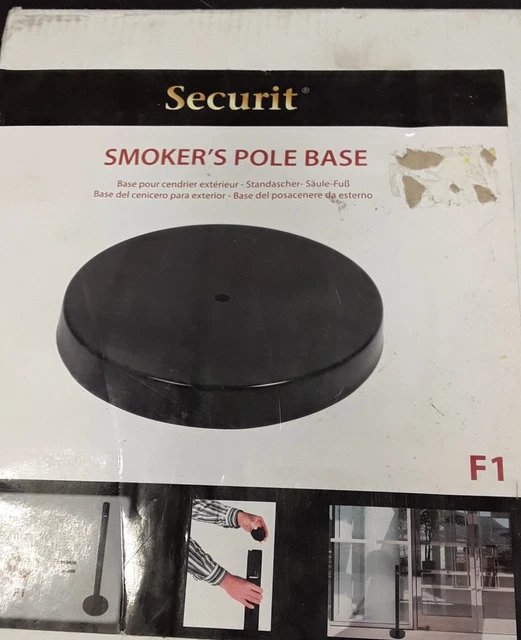 Securit®
SMOKER'S POLE BASE
Base pour cendrier extérieur - Standascher- Säule-Fuß
Base del cenicero para exterior - Base del posacenere da esterno
F1